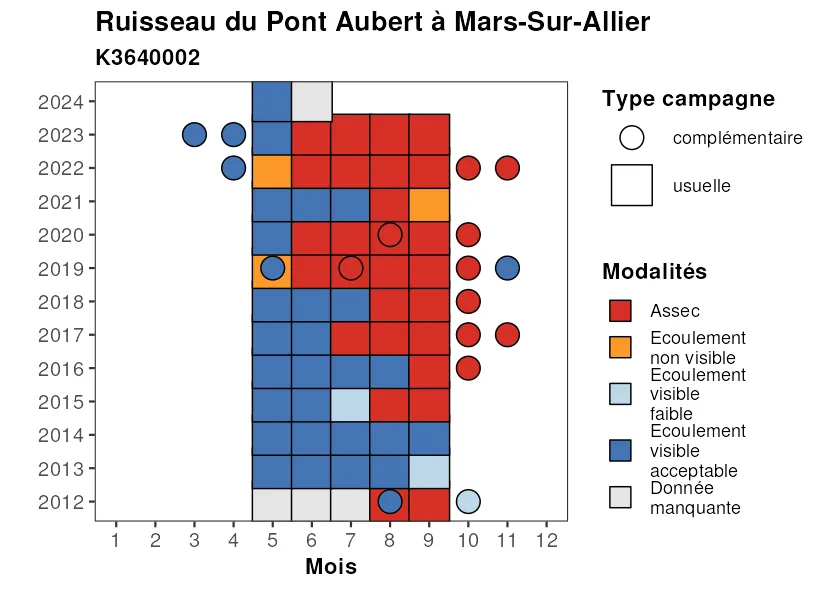 Ruisseau du Pont Aubert à Mars-Sur-Allier
K3640002
2024
2023
2022
2021
2020
2019
2018
2017
2016
2015
2014
2013
2012
1 2 3 4 5 6 7 8 9 10 11 12
Mois
Type campagne
complémentaire
usuelle
Modalités
Assec
Ecoulement
non visible
Ecoulement
visible
faible
Ecoulement
visible
acceptable
Donnée
manquante